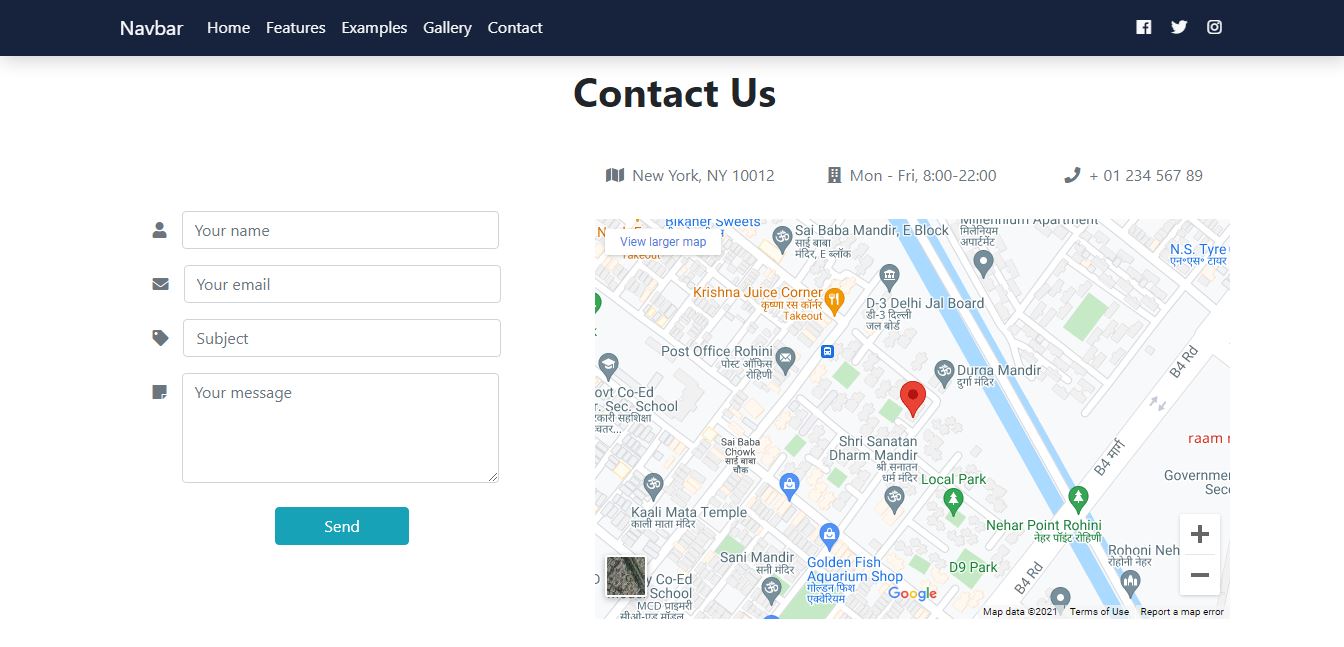 Navbar Home Features Examples Gallery Contact
Contact Us
New York, NY 10012 Mon - Fri, 8:00-22:00 + 01 234 567 89
Your name
Your email
Subject
Your message
Send
Bikaner Sweets
View larger map
Takeout
Sai Baba Mandir, E Block
साई बाबा
मंदिर, E ब्लॉक
Millennium Apartment
मिलेनियम
अपार्टमेंट
N.S. Tyre
एन॰एस॰ टायर
Krishna Juice Corner
कृष्णा रस कॉर्नर
Takeout
D-3 Delhi Jal Board
डी-3 दिल्ली
जल बोर्ड
Post Office Rohini
पोस्ट ऑफिस
रोहिणी
Durga Mandir
दुर्गा मंदिर
B4 Rd
ovt Co-Ed
r. Sec. School
रकारी सहशिक्षा
चतर...
Sai Baba
Chowk
साई बाबा
चौक
Shri Sanatan
Dharm Mandir
श्री सनातन
धर्म मंदिर
raam
B4 मार्ग
Governmen
Sec
Local Park
Kaali Mata Temple
काली माता मंदिर
Nehar Point Rohini
नेहर पॉइंट रोहिणी
Sani Mandir
सनी मंदिर
Golden Fish
Aquarium Shop
गोल्डन फिश
एक्वेरियम
D9 Park
Rohoni Neh
रोहोनी नेहर
B4 Rd
y Co-Ed
School
MCD प्राइमरी
सी०-एड मॉडल
Google
Map data ©2021 Terms of Use Report a map error